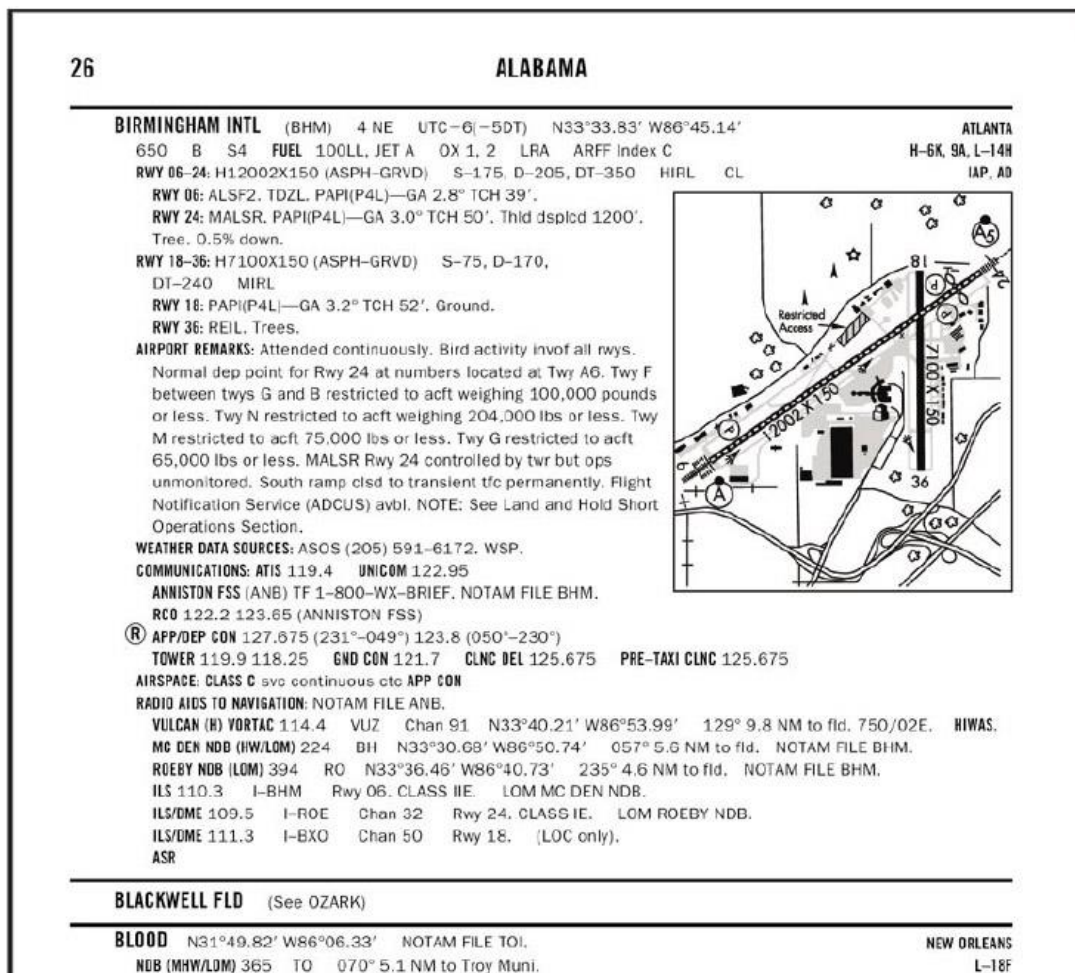 26
ALABAMA
BIRMINGHAM INTL (BHM) 4 NE UTC–6(–5DT) N33°33.83′ W86°45.14′ ATLANTA
650 B S4 FUEL 100LL, JET A OX 1, 2 LRA ARFF Index C H–6K, 9A, L–14H
RWY 06–24: H12002X150 (ASPH–GRVD) S–175, D–205, DT–350 HIRL CL IAP, AD
RWY 06: ALSF2. TDZL. PAPI(P4L)—GA 2.8° TCH 39′.
RWY 24: MALSR. PAPI(P4L)—GA 3.0° TCH 50′. Thld dsplcd 1200′.
Tree. 0.5% down.
RWY 18–36: H7100X150 (ASPH–GRVD) S–75, D–170,
DT–240 MIRL
RWY 18: PAPI(P4L)—GA 3.2° TCH 52′. Ground.
RWY 36: REIL. Trees.
AIRPORT REMARKS: Attended continuously. Bird activity invof all rwys.
Normal dep point for Rwy 24 at numbers located at Twy A6. Twy F
between twys G and B restricted to acft weighing 100,000 pounds
or less. Twy N restricted to acft weighing 204,000 lbs or less. Twy
M restricted to acft 75,000 lbs or less. Twy G restricted to acft
65,000 lbs or less. MALSR Rwy 24 controlled by twr but ops
unmonitored. South ramp clsd to transient tfc permanently. Flight
Notification Service (ADCUS) avbl. NOTE: See Land and Hold Short
Operations Section.
WEATHER DATA SOURCES: ASOS (205) 591–6172. WSP.
COMMUNICATIONS: ATIS 119.4 UNICOM 122.95
ANNISTON FSS (ANB) TF 1–800–WX–BRIEF. NOTAM FILE BHM.
RCO 122.2 123.65 (ANNISTON FSS)
Ⓡ APP/DEP CON 127.675 (231°–049°) 123.8 (050°–230°)
TOWER 119.9 118.25 GND CON 121.7 CLNC DEL 125.675 PRE–TAXI CLNC 125.675
AIRSPACE: CLASS C svc continuous ctc APP CON
RADIO AIDS TO NAVIGATION: NOTAM FILE ANB.
VULCAN (H) VORTAC 114.4 VUZ Chan 91 N33°40.21′ W86°53.99′ 129° 9.8 NM to fld. 750/02E. HIWAS.
MC DEN NDB (HW/LOM) 224 BH N33°30.68′ W86°50.74′ 057° 5.6 NM to fld. NOTAM FILE BHM.
ROEBY NDB (LOM) 394 RO N33°36.46′ W86°40.73′ 235° 4.6 NM to fld. NOTAM FILE BHM.
ILS 110.3 I–BHM Rwy 06. CLASS IIE. LOM MC DEN NDB.
ILS/DME 109.5 I–ROE Chan 32 Rwy 24. CLASS IE. LOM ROEBY NDB.
ILS/DME 111.3 I–BXO Chan 50 Rwy 18. (LOC only).
ASR
A5
18
P
Restricted
Access
P
7100 X 150
12002 X 150
P
36
A
BLACKWELL FLD (See OZARK)
BLOOD N31°49.82′ W86°06.33′ NOTAM FILE TOI. NEW ORLEANS
NDB (MHW/LOM) 365 TO 070° 5.1 NM to Troy Muni. L–18F